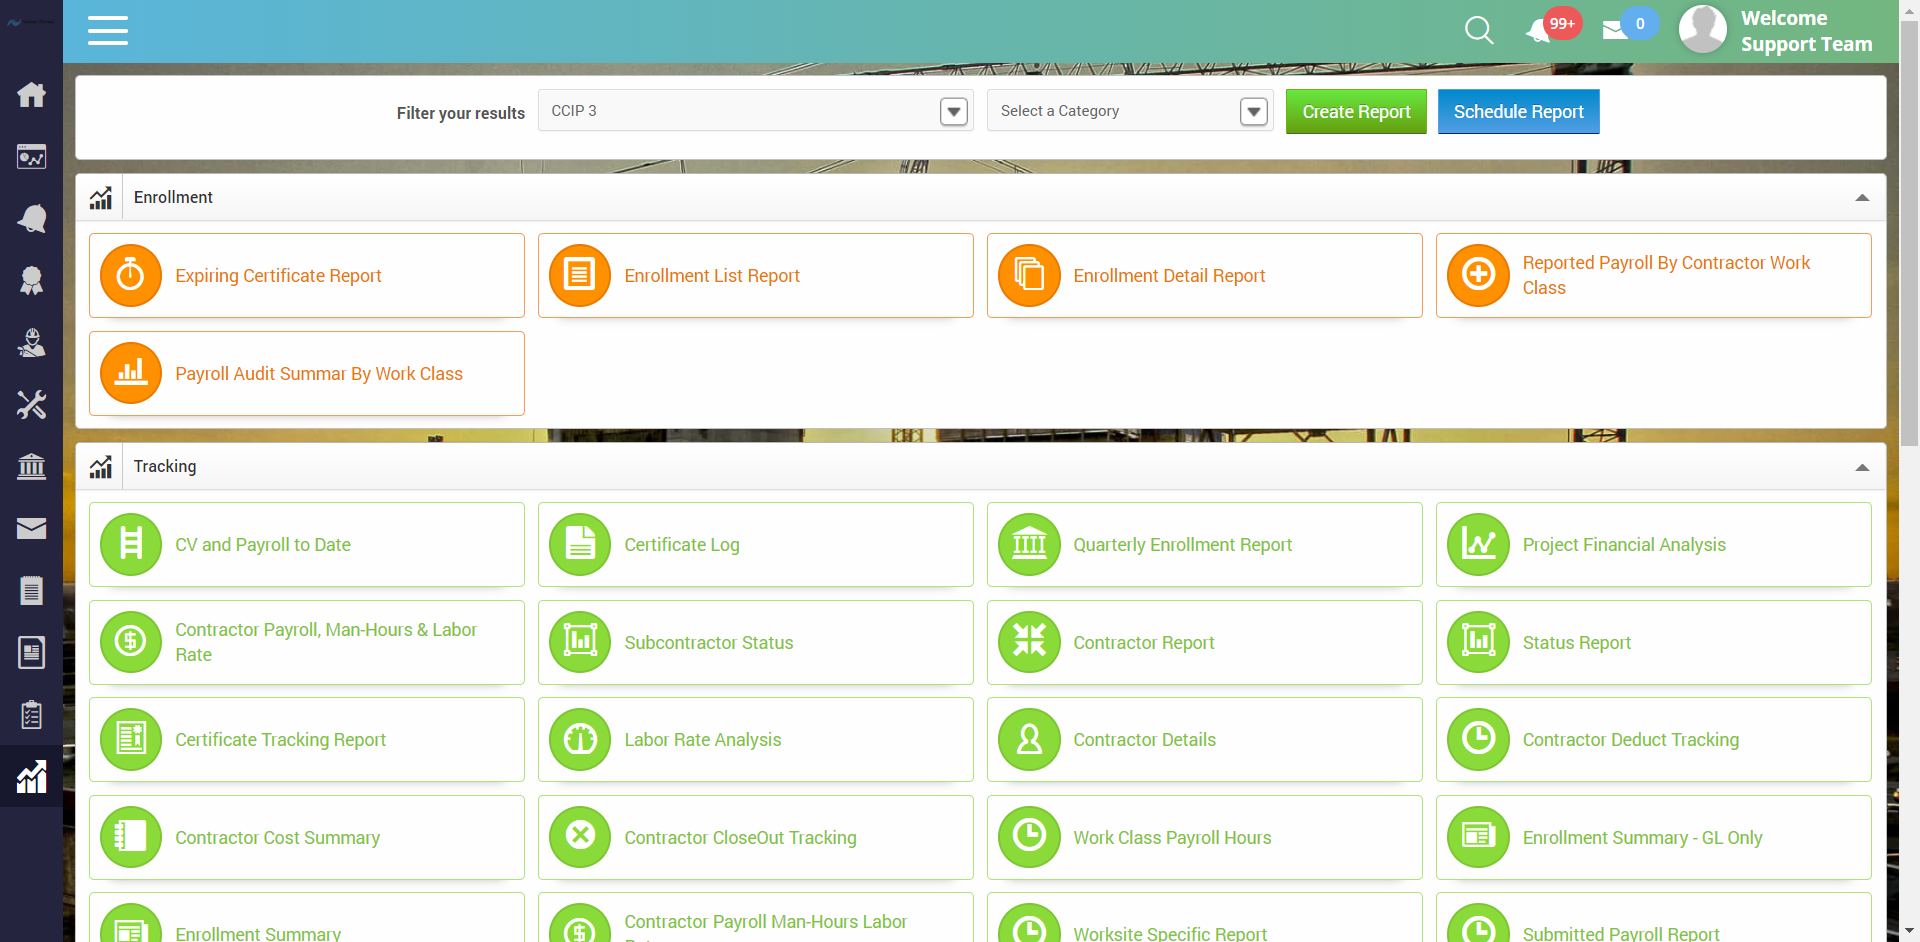 99+
0
Welcome
Support Team
Filter your results
CCIP 3
Select a Category
Create Report
Schedule Report
Enrollment
Expiring Certificate Report
Enrollment List Report
Enrollment Detail Report
Reported Payroll By Contractor Work
Class
Payroll Audit Summar By Work Class
Tracking
CV and Payroll to Date
Certificate Log
Quarterly Enrollment Report
Project Financial Analysis
Contractor Payroll, Man-Hours & Labor
Rate
Subcontractor Status
Contractor Report
Status Report
Certificate Tracking Report
Labor Rate Analysis
Contractor Details
Contractor Deduct Tracking
Contractor Cost Summary
Contractor CloseOut Tracking
Work Class Payroll Hours
Enrollment Summary - GL Only
Enrollment Summary
Contractor Payroll Man-Hours Labor
Worksite Specific Report
Submitted Payroll Report